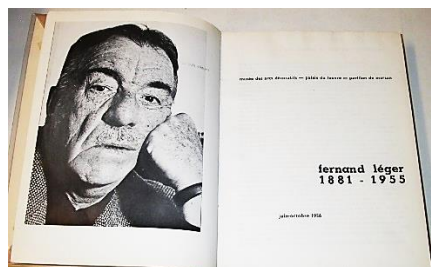 musée des arts décoratifs — palais du louvre — pavillon de marsan
fernand léger
1881 - 1955
juin-octobre 1956